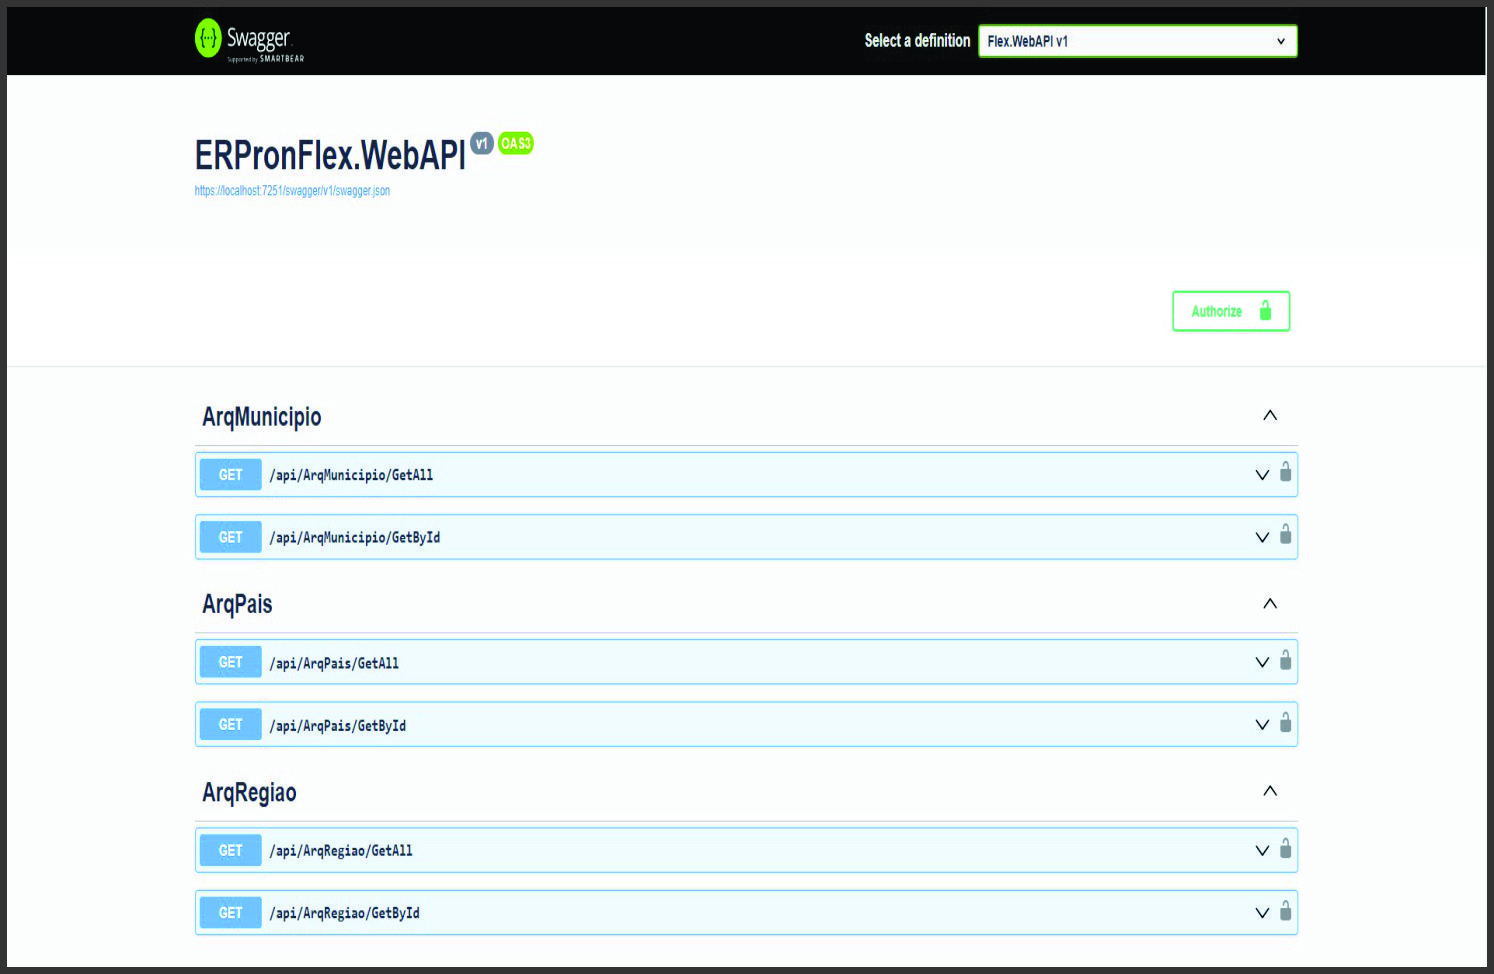 Swagger.
Supported by SMARTBEAR
Select a definition
Flex.WebAPI v1
ERPronFlex.WebAPI v1 OAS3
https://localhost:7251/swagger/v1/swagger.json
Authorize
ArqMunicipio
GET /api/ArqMunicipio/GetAll
GET /api/ArqMunicipio/GetById
ArqPais
GET /api/ArqPais/GetAll
GET /api/ArqPais/GetById
ArqRegiao
GET /api/ArqRegiao/GetAll
GET /api/ArqRegiao/GetById